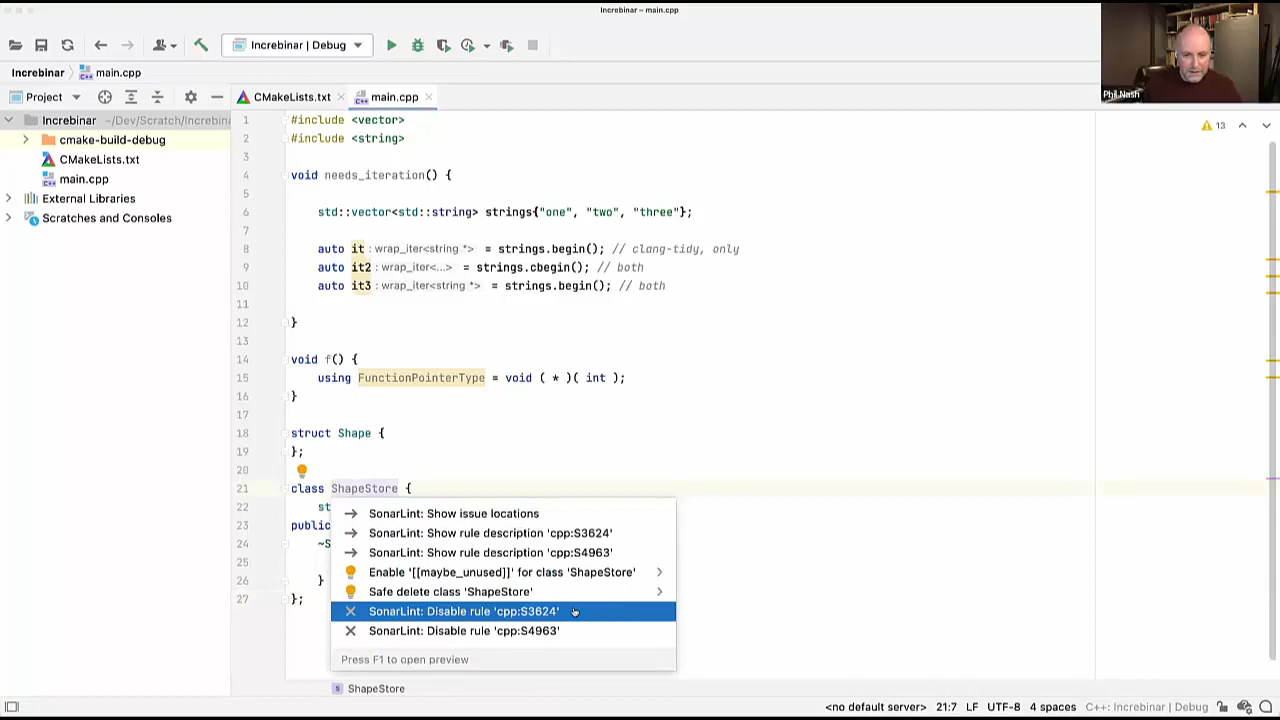 Increbinar – main.cpp
Increbinar | Debug
Phil Nash
Increbinar main.cpp
Project
CMakeLists.txt
main.cpp
Increbinar ~/Dev/Scratch/Increbina
cmake-build-debug
CMakeLists.txt
main.cpp
External Libraries
Scratches and Consoles
13
1 #include <vector>
2 #include <string>
3
4 void needs_iteration() {
5
6 std::vector<std::string> strings{"one", "two", "three"};
7
8 auto it : wrap_iter<string *> = strings.begin(); // clang-tidy, only
9 auto it2 : wrap_iter<...> = strings.cbegin(); // both
10 auto it3 : wrap_iter<string *> = strings.begin(); // both
11
12 }
13
14 void f() {
15 using FunctionPointerType = void ( * )( int );
16 }
17
18 struct Shape {
19 };
20
21 class ShapeStore {
22 st
23 public
24 ~S
25
26 }
27 };
SonarLint: Show issue locations
SonarLint: Show rule description 'cpp:S3624'
SonarLint: Show rule description 'cpp:S4963'
Enable '[[maybe_unused]]' for class 'ShapeStore'
Safe delete class 'ShapeStore'
SonarLint: Disable rule 'cpp:S3624'
SonarLint: Disable rule 'cpp:S4963'
Press F1 to open preview
S ShapeStore
<no default server> 21:7 LF UTF-8 4 spaces C++: Increbinar | Debug